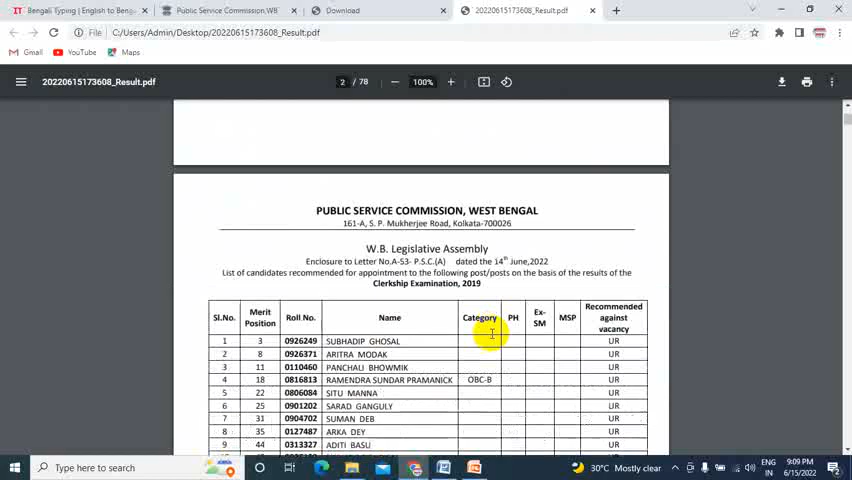 Bengali Typing | English to Beng
Public Service Commission,WB
Download
20220615173608_Result.pdf
File | C:/Users/Admin/Desktop/20220615173608_Result.pdf
Gmail YouTube Maps
20220615173608_Result.pdf 2 / 78 100%
PUBLIC SERVICE COMMISSION, WEST BENGAL
161-A, S. P. Mukherjee Road, Kolkata-700026
W.B. Legislative Assembly
Enclosure to Letter No.A-53- P.S.C.(A) dated the 14th June,2022
List of candidates recommended for appointment to the following post/posts on the basis of the results of the
Clerkship Examination, 2019
Sl.No. Merit Position Roll No. Name Category PH Ex-SM MSP Recommended against vacancy
1 3 0926249 SUBHADIP GHOSAL UR
2 8 0926371 ARITRA MODAK UR
3 11 0110460 PANCHALI BHOWMIK UR
4 18 0816813 RAMENDRA SUNDAR PRAMANICK OBC-B UR
5 22 0806084 SITU MANNA UR
6 25 0901202 SARAD GANGULY UR
7 31 0904702 SUMAN DEB UR
8 35 0127487 ARKA DEY UR
9 44 0313327 ADITI BASU UR
Type here to search
30°C Mostly clear
ENG
IN
9:09 PM
6/15/2022
2